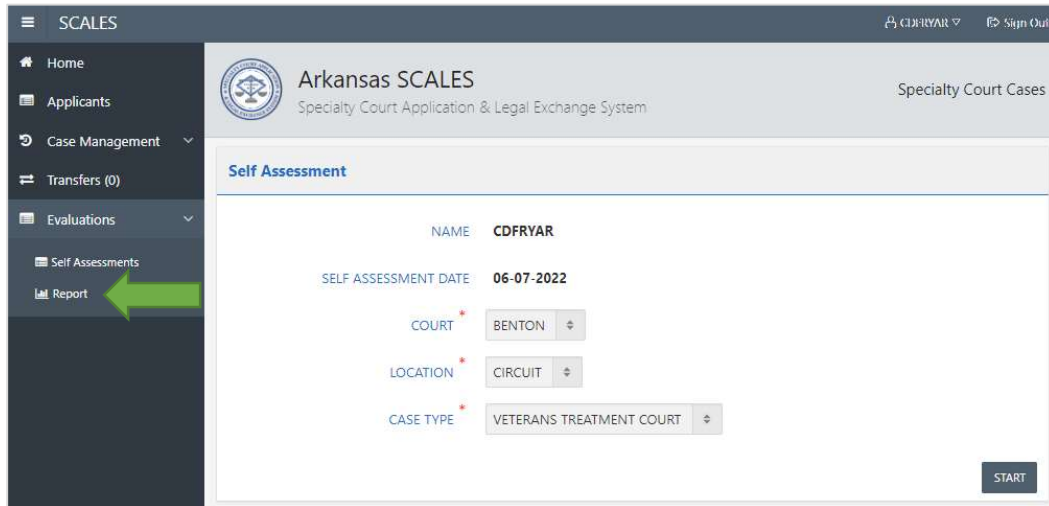 SCALES
CDFRYAR
Sign Out
Home
Applicants
Case Management
Transfers (0)
Evaluations
Self Assessments
Report
Arkansas SCALES
Specialty Court Application & Legal Exchange System
Specialty Court Cases
Self Assessment
NAME CDFRYAR
SELF ASSESSMENT DATE 06-07-2022
COURT * BENTON
LOCATION * CIRCUIT
CASE TYPE * VETERANS TREATMENT COURT
START